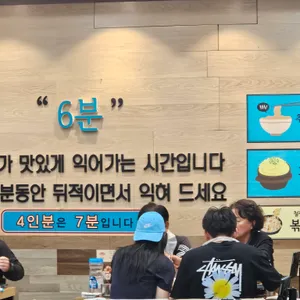 “ 6분 ”
가 맛있게 익어가는 시간입니다
분동안 뒤적이면서 익혀 드세요
4인분은 7분입니다
STUSSY